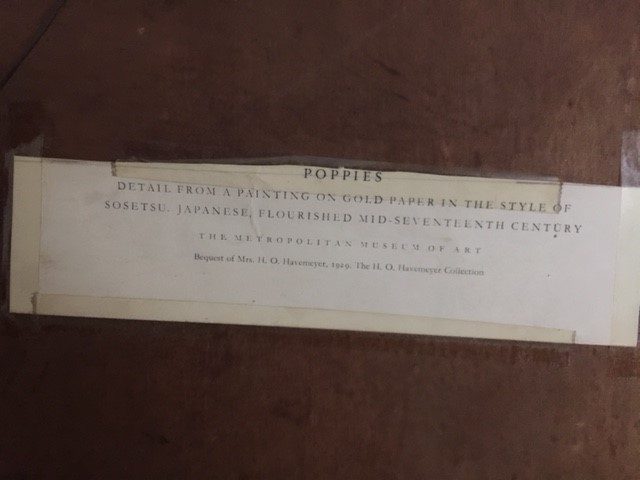 POPPIES
DETAIL FROM A PAINTING ON GOLD PAPER IN THE STYLE OF
SOSETSU. JAPANESE, FLOURISHED MID-SEVENTEENTH CENTURY
THE METROPOLITAN MUSEUM OF ART
Bequest of Mrs. H. O. Havemeyer, 1929. The H. O. Havemeyer Collection